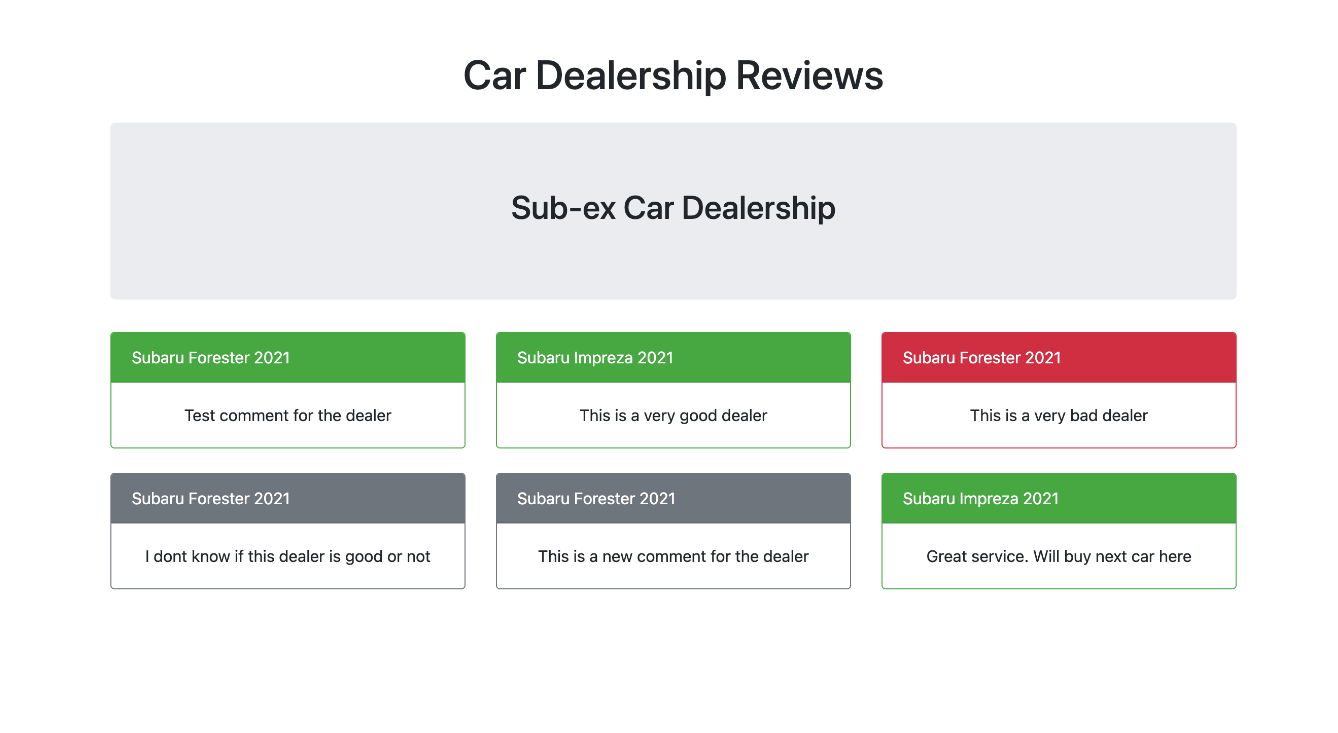 Car Dealership Reviews
Sub-ex Car Dealership
Subaru Forester 2021
Test comment for the dealer
Subaru Impreza 2021
This is a very good dealer
Subaru Forester 2021
This is a very bad dealer
Subaru Forester 2021
I dont know if this dealer is good or not
Subaru Forester 2021
This is a new comment for the dealer
Subaru Impreza 2021
Great service. Will buy next car here